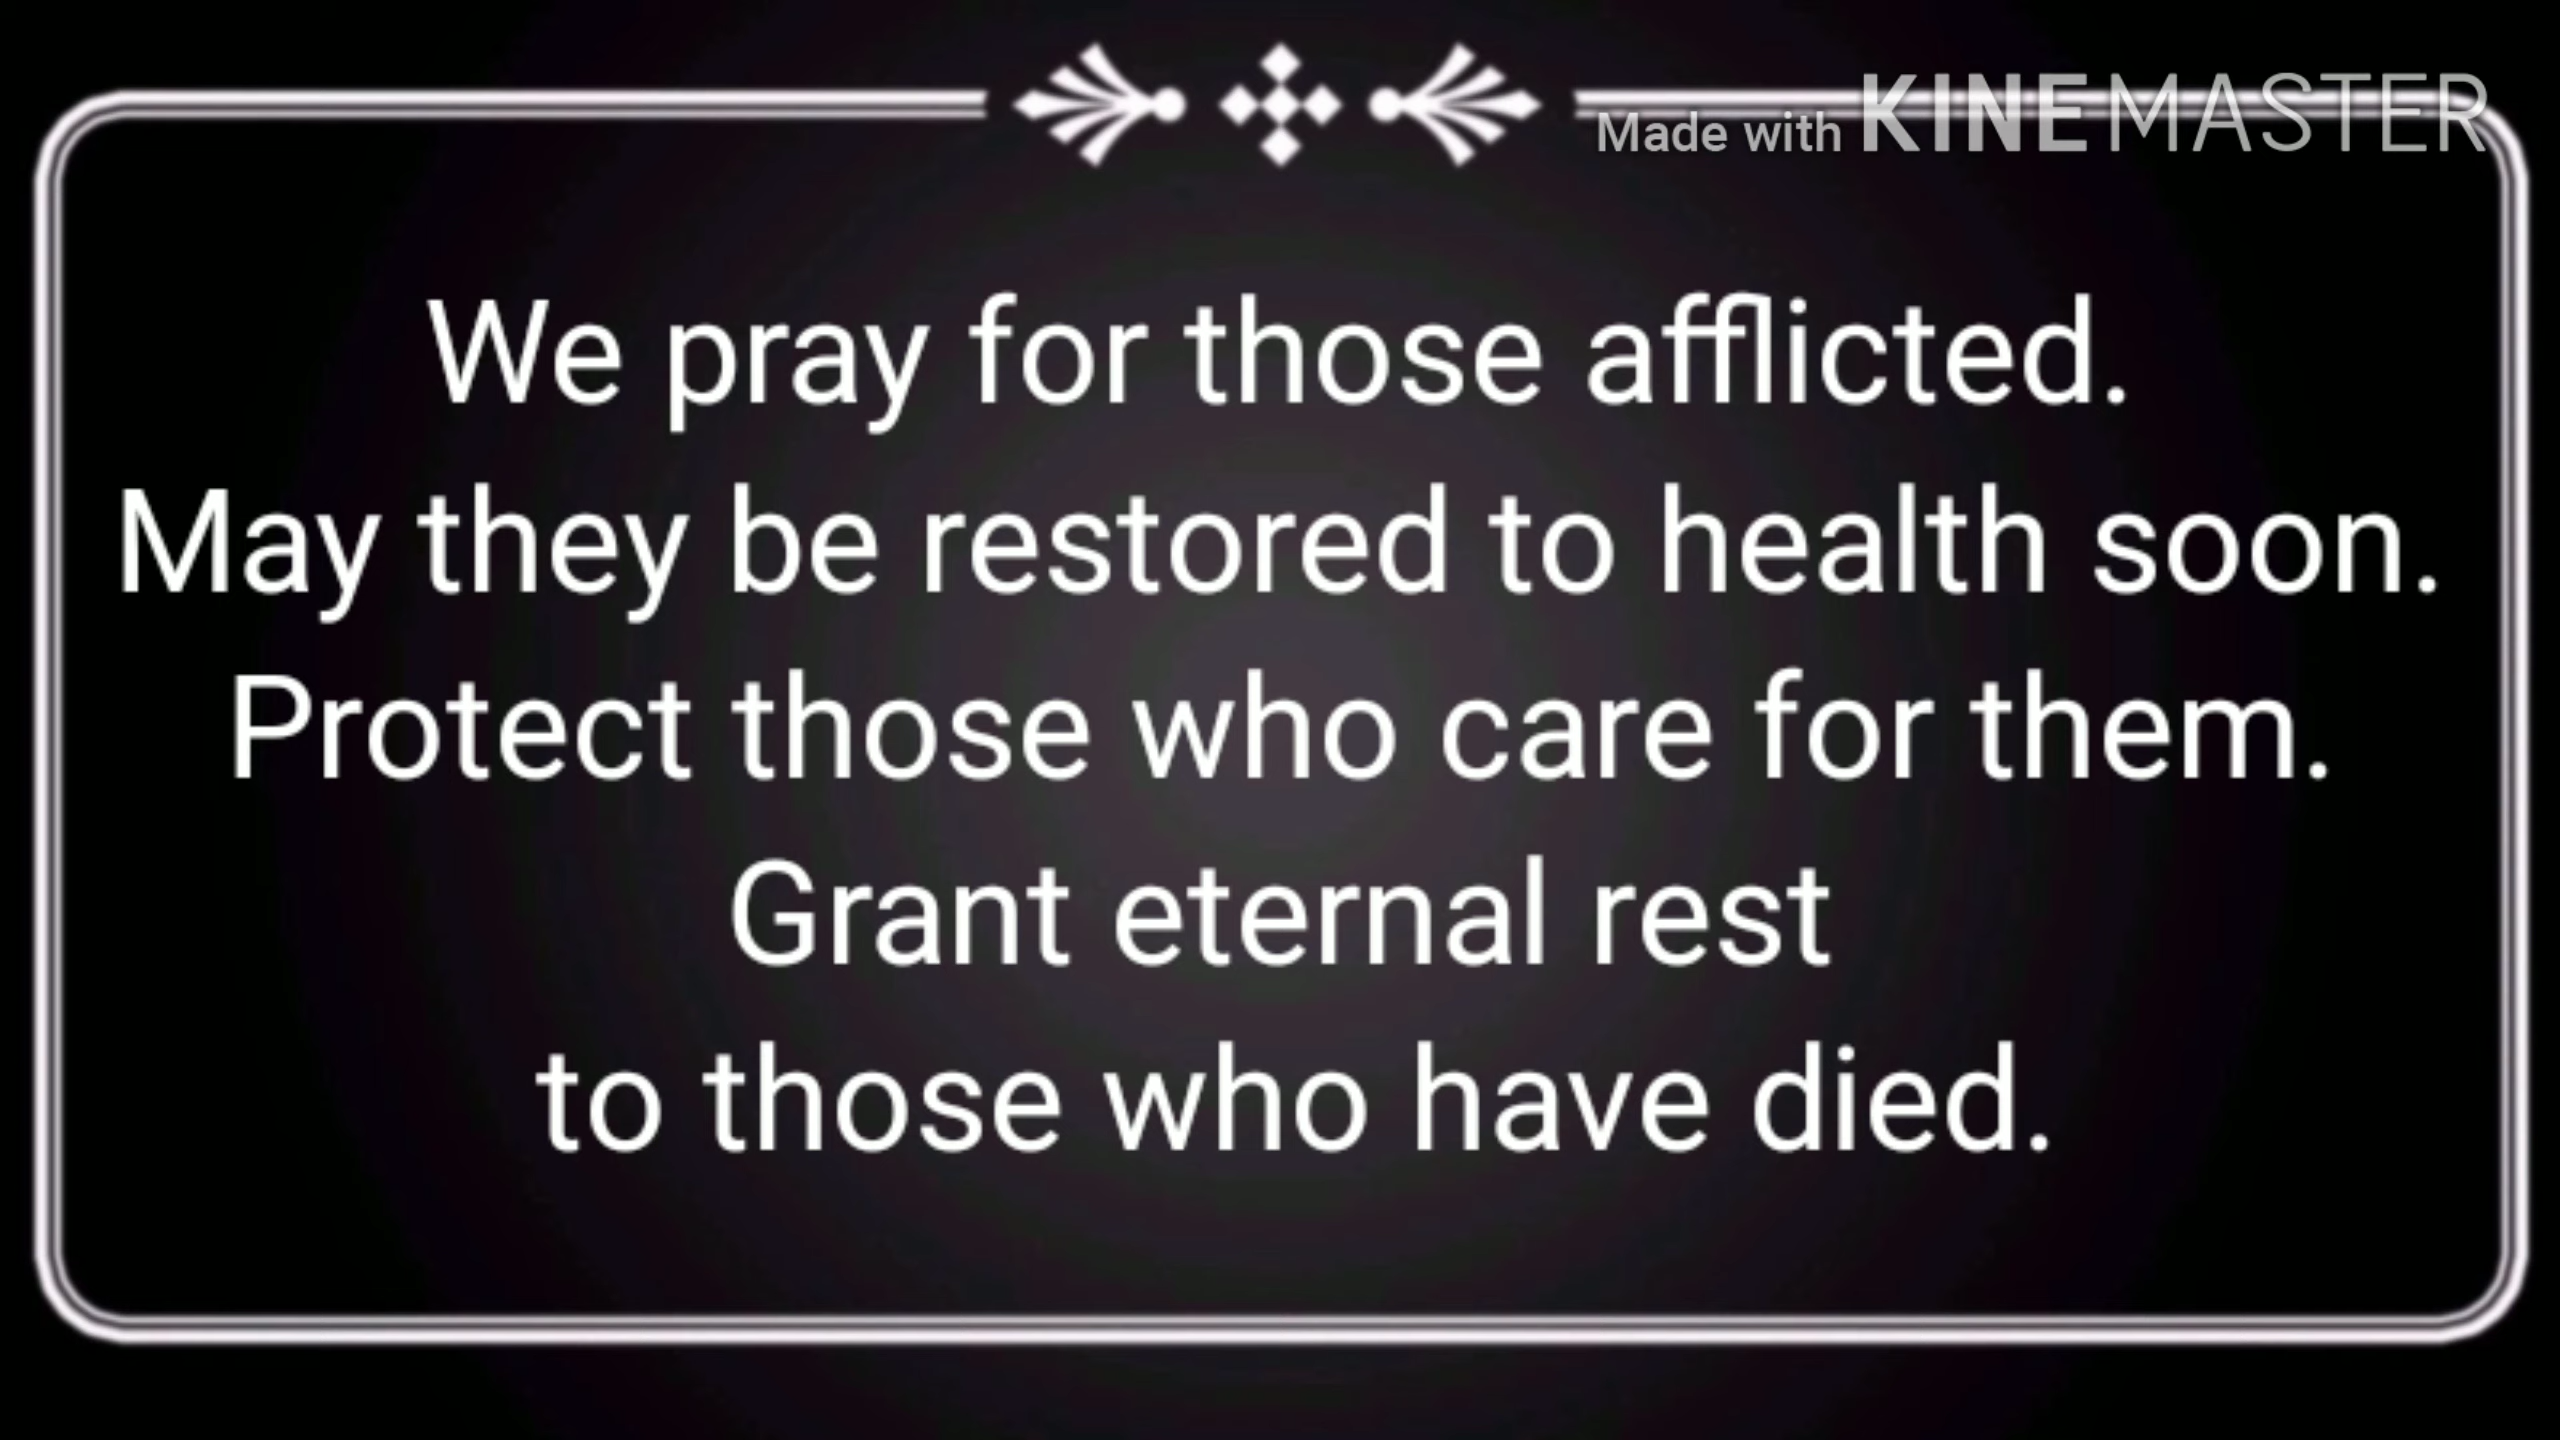 Made with KINEMASTER
We pray for those afflicted.
May they be restored to health soon.
Protect those who care for them.
Grant eternal rest
to those who have died.